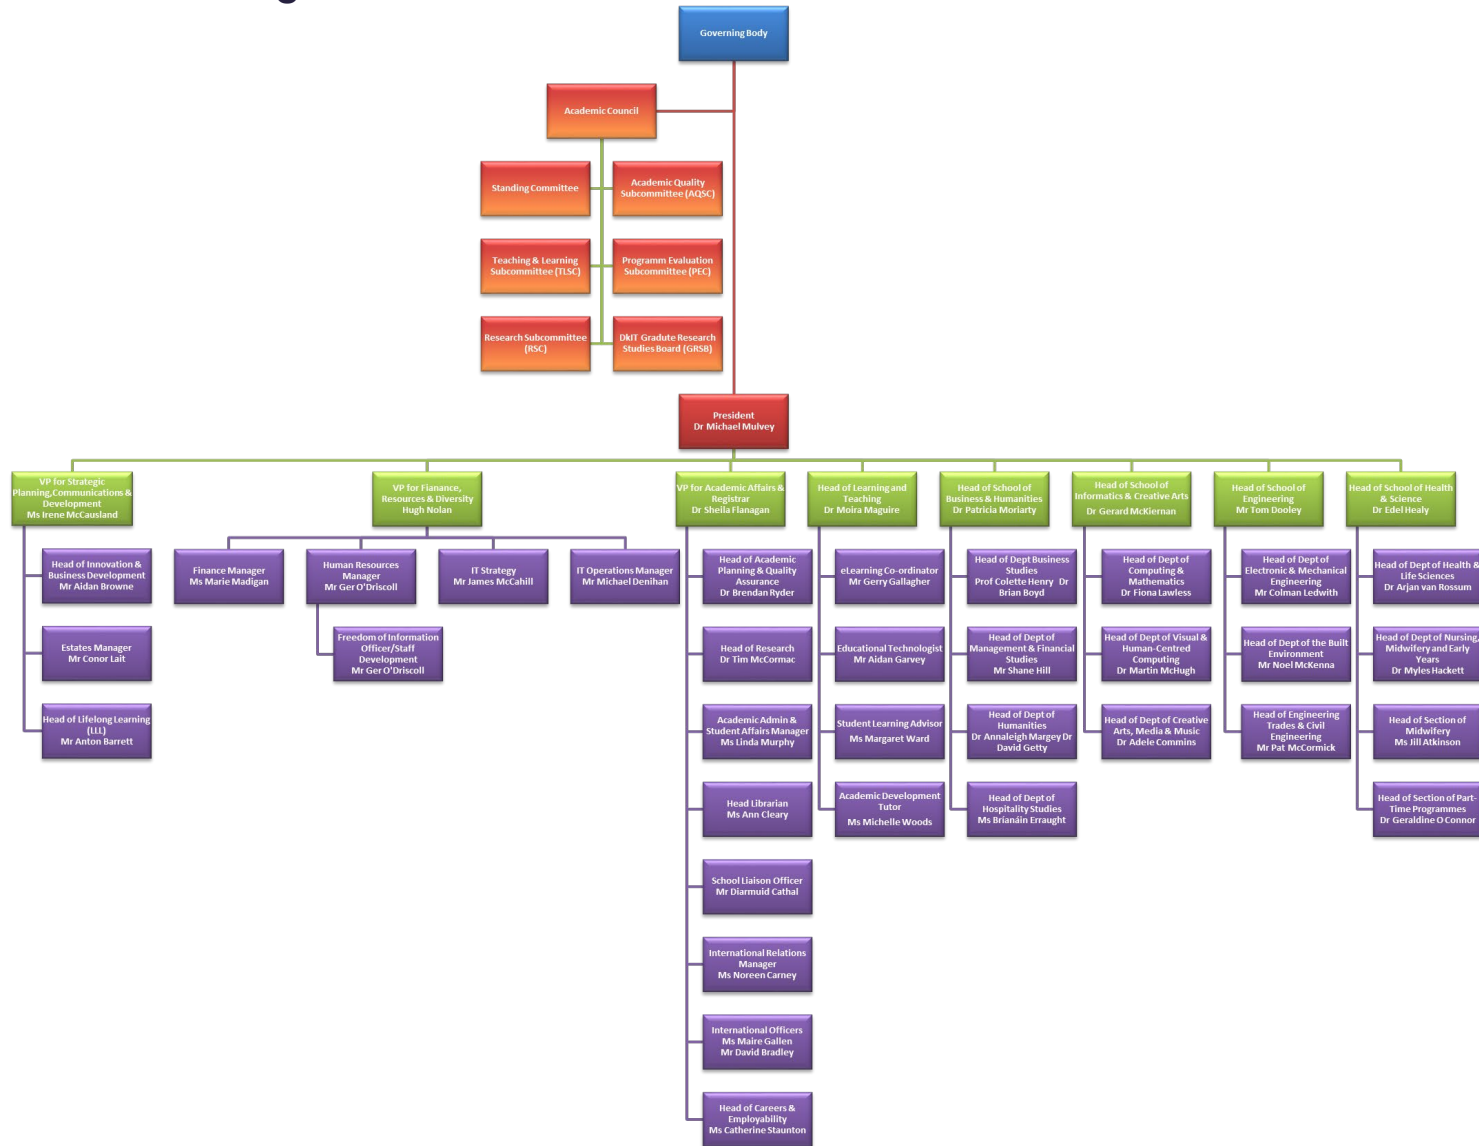 Governing Body
Academic Council
Standing Committee
Academic Quality
Subcommittee (AQSC)
Teaching & Learning
Subcommittee (TLSC)
Programm Evaluation
Subcommittee (PEC)
Research Subcommittee
(RSC)
DkIT Gradute Research
Studies Board (GRSB)
President
Dr Michael Mulvey
VP for Strategic
Planning,Communications &
Development
Ms Irene McCausland
Head of Innovation &
Business Development
Mr Aidan Browne
Estates Manager
Mr Conor Lait
Head of Lifelong Learning
(LLL)
Mr Anton Barrett
VP for Fianance,
Resources & Diversity
Hugh Nolan
Finance Manager
Ms Marie Madigan
Human Resources
Manager
Mr Ger O'Driscoll
Freedom of Information
Officer/Staff
Development
Mr Ger O'Driscoll
IT Strategy
Mr James McCahill
IT Operations Manager
Mr Michael Denihan
VP for Academic Affairs &
Registrar
Dr Sheila Flanagan
Head of Academic
Planning & Quality
Assurance
Dr Brendan Ryder
Head of Research
Dr Tim McCormac
Academic Admin &
Student Affairs Manager
Ms Linda Murphy
Head Librarian
Ms Ann Cleary
School Liaison Officer
Mr Diarmuid Cathal
International Relations
Manager
Ms Noreen Carney
International Officers
Ms Maire Gallen
Mr David Bradley
Head of Careers &
Employability
Ms Catherine Staunton
Head of Learning and
Teaching
Dr Moira Maguire
eLearning Co-ordinator
Mr Gerry Gallagher
Educational Technologist
Mr Aidan Garvey
Student Learning Advisor
Ms Margaret Ward
Academic Development
Tutor
Ms Michelle Woods
Head of School of
Business & Humanities
Dr Patricia Moriarty
Head of Dept Business
Studies
Prof Colette Henry Dr
Brian Boyd
Head of Dept of
Management & Financial
Studies
Mr Shane Hill
Head of Dept of
Humanities
Dr Annaleigh Margey Dr
David Getty
Head of Dept of
Hospitality Studies
Ms Brianáin Erraught
Head of School of
Informatics & Creative Arts
Dr Gerard McKiernan
Head of Dept of
Computing &
Mathematics
Dr Fiona Lawless
Head of Dept of Visual &
Human-Centred
Computing
Dr Martin McHugh
Head of Dept of Creative
Arts, Media & Music
Dr Adele Commins
Head of School of
Engineering
Mr Tom Dooley
Head of Dept of
Electronic & Mechanical
Engineering
Mr Colman Ledwith
Head of Dept of the Built
Environment
Mr Noel McKenna
Head of Engineering
Trades & Civil
Engineering
Mr Pat McCormick
Head of School of Health
& Science
Dr Edel Healy
Head of Dept of Health &
Life Sciences
Dr Arjan van Rossum
Head of Dept of Nursing,
Midwifery and Early
Years
Dr Myles Hackett
Head of Section of
Midwifery
Ms Jill Atkinson
Head of Section of Part-
Time Programmes
Dr Geraldine O Connor